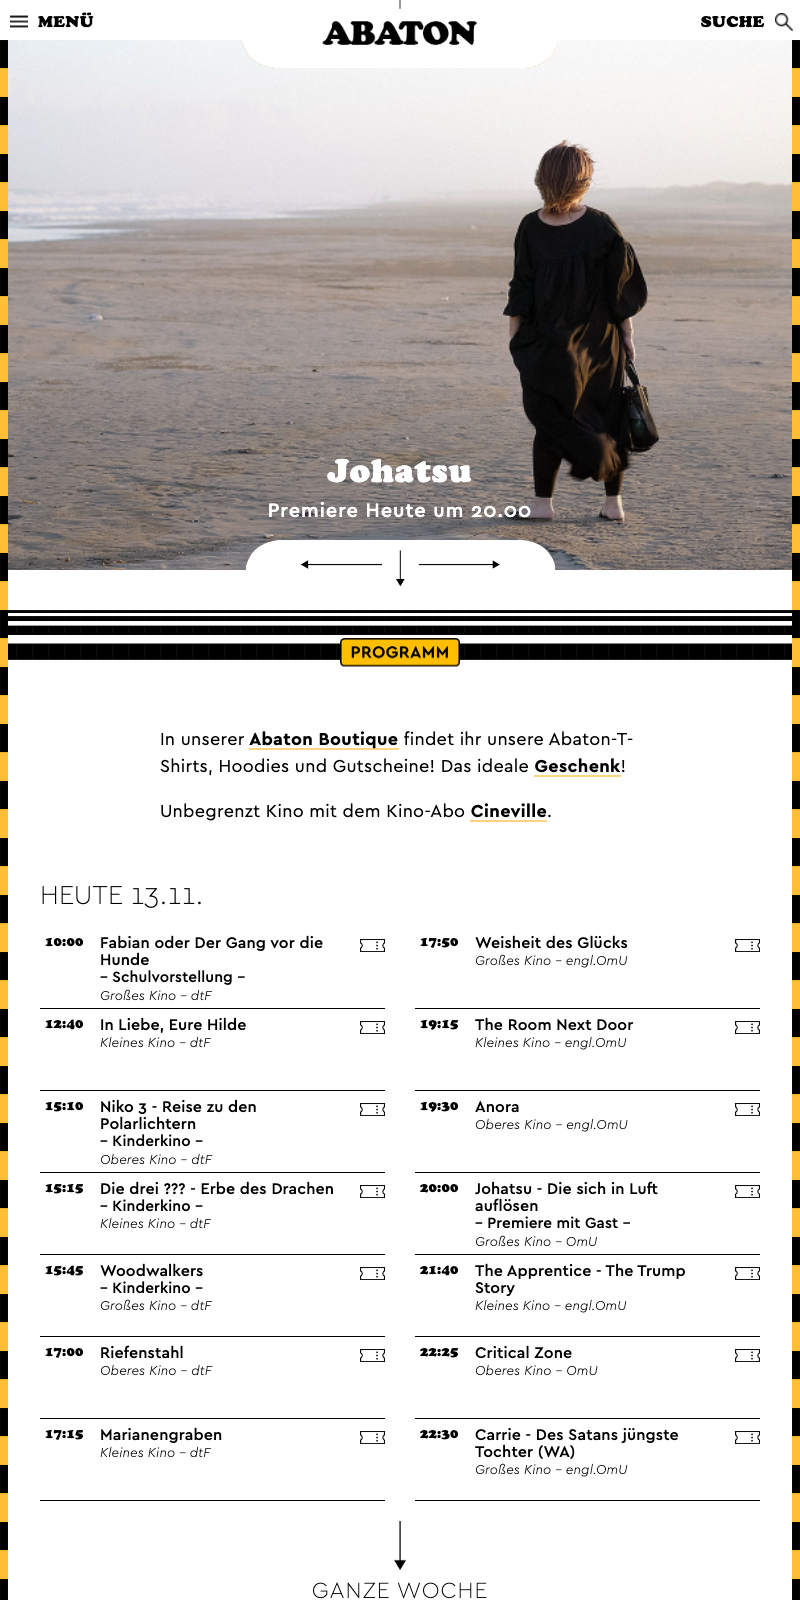 MENÜ
ABATON
SUCHE
Johatsu
Premiere Heute um 20.00
PROGRAMM
In unserer Abaton Boutique findet ihr unsere Abaton-T-
Shirts, Hoodies und Gutscheine! Das ideale Geschenk!
Unbegrenzt Kino mit dem Kino-Abo Cineville.
HEUTE 13.11.
10:00 Fabian oder Der Gang vor die
Hunde
– Schulvorstellung –
Großes Kino – dtF
12:40 In Liebe, Eure Hilde
Kleines Kino – dtF
15:10 Niko 3 - Reise zu den
Polarlichtern
– Kinderkino –
Oberes Kino – dtF
15:15 Die drei ??? - Erbe des Drachen
– Kinderkino –
Kleines Kino – dtF
15:45 Woodwalkers
– Kinderkino –
Großes Kino – dtF
17:00 Riefenstahl
Oberes Kino – dtF
17:15 Marianengraben
Kleines Kino – dtF
17:50 Weisheit des Glücks
Großes Kino – engl.OmU
19:15 The Room Next Door
Kleines Kino – engl.OmU
19:30 Anora
Oberes Kino – engl.OmU
20:00 Johatsu - Die sich in Luft
auflösen
– Premiere mit Gast –
Großes Kino – OmU
21:40 The Apprentice - The Trump
Story
Kleines Kino – engl.OmU
22:25 Critical Zone
Oberes Kino – OmU
22:30 Carrie - Des Satans jüngste
Tochter (WA)
Großes Kino – engl.OmU
GANZE WOCHE